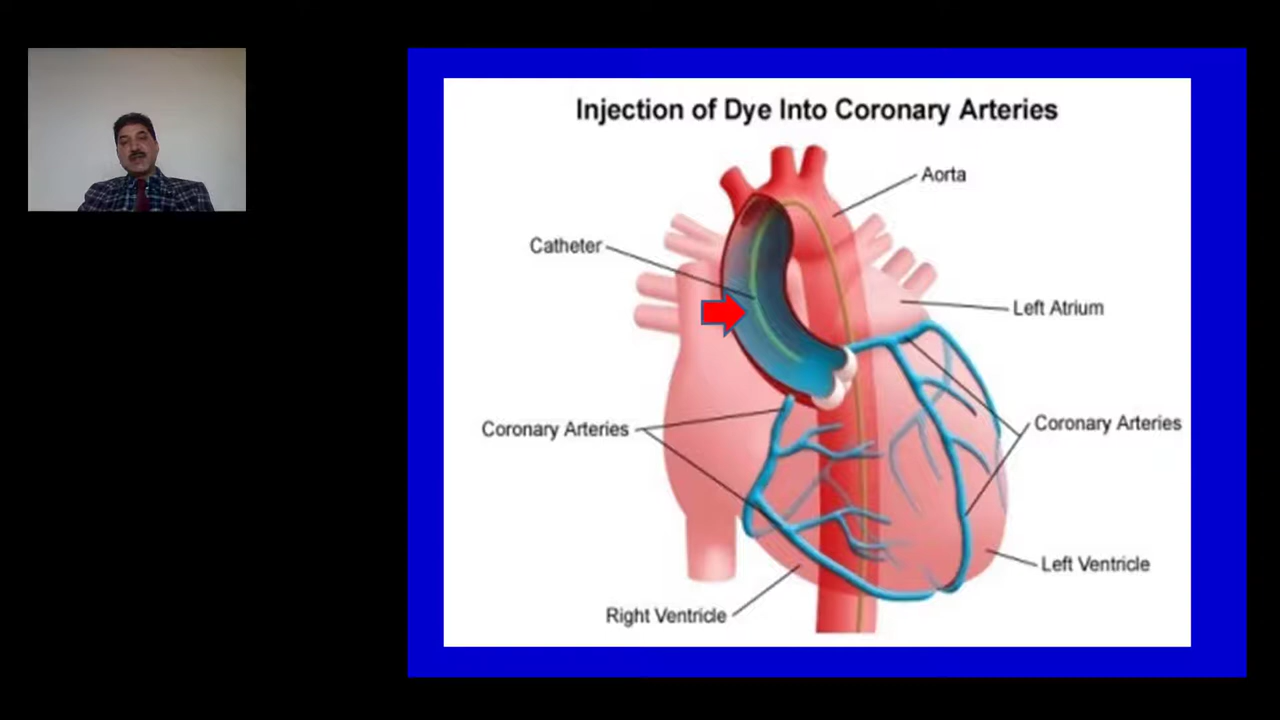 Injection of Dye Into Coronary Arteries
Aorta
Catheter
Left Atrium
Coronary Arteries
Coronary Arteries
Left Ventricle
Right Ventricle